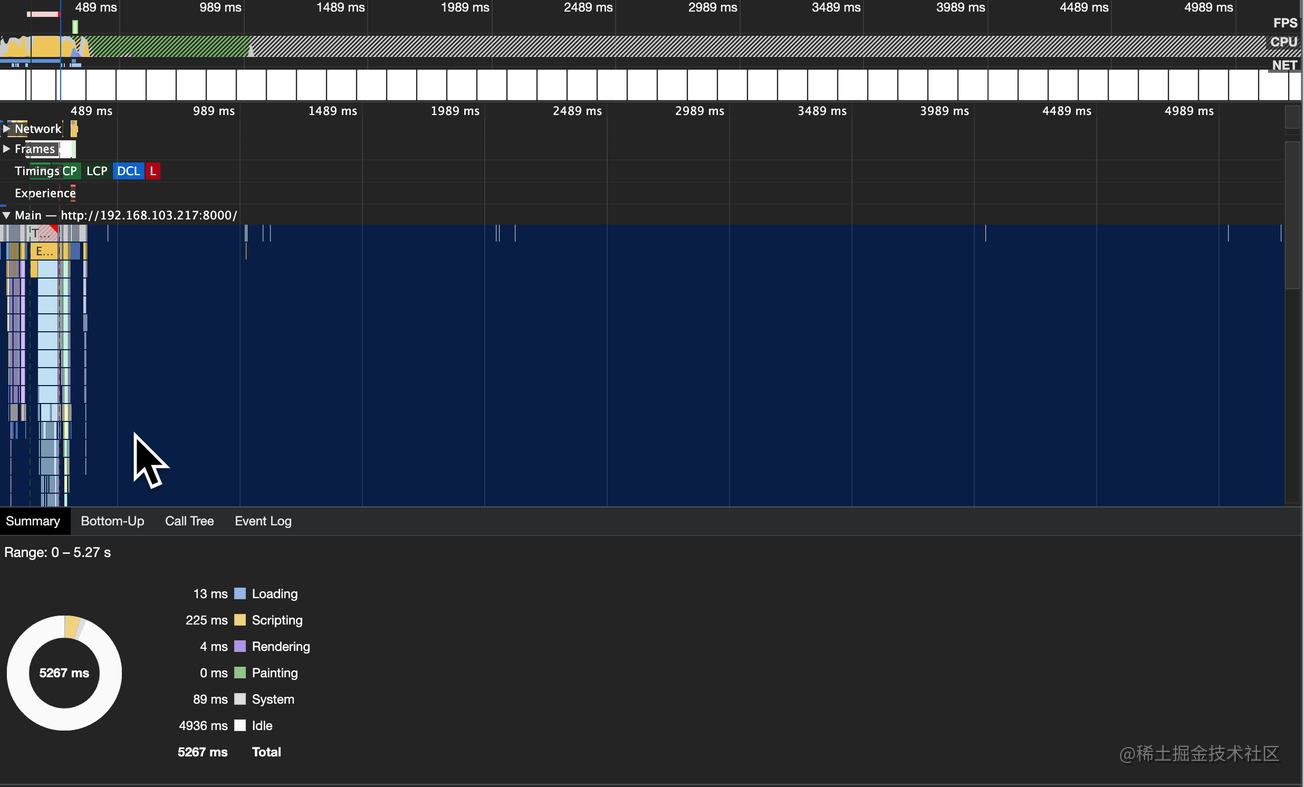 489 ms 989 ms 1489 ms 1989 ms 2489 ms 2989 ms 3489 ms 3989 ms 4489 ms 4989 ms
FPS
CPU
NET
489 ms 989 ms 1489 ms 1989 ms 2489 ms 2989 ms 3489 ms 3989 ms 4489 ms 4989 ms
Network
Frames
Timings CP LCP DCL L
Experience
Main — http://192.168.103.217:8000/
T...
E...
Summary Bottom-Up Call Tree Event Log
Range: 0 – 5.27 s
13 ms Loading
225 ms Scripting
4 ms Rendering
5267 ms
0 ms Painting
89 ms System
4936 ms Idle
5267 ms Total
@稀土掘金技术社区